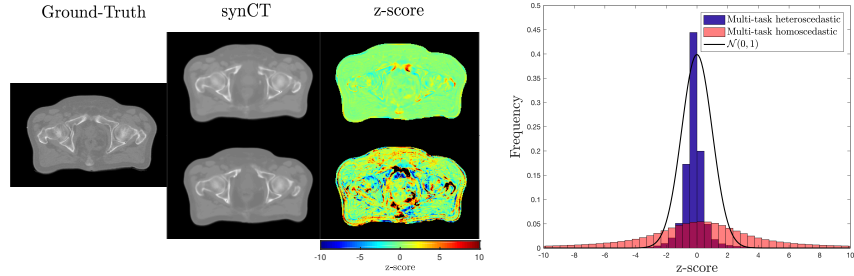 Ground-Truth
synCT
z-score
-10 -5 0 5 10
z-score
0.5
0.45
0.4
0.35
0.3
0.25
0.2
0.15
0.1
0.05
0
Frequency
Multi-task heteroscedastic
Multi-task homoscedastic
𝒩(0, 1)
-10 -8 -6 -4 -2 0 2 4 6 8 10
z-score